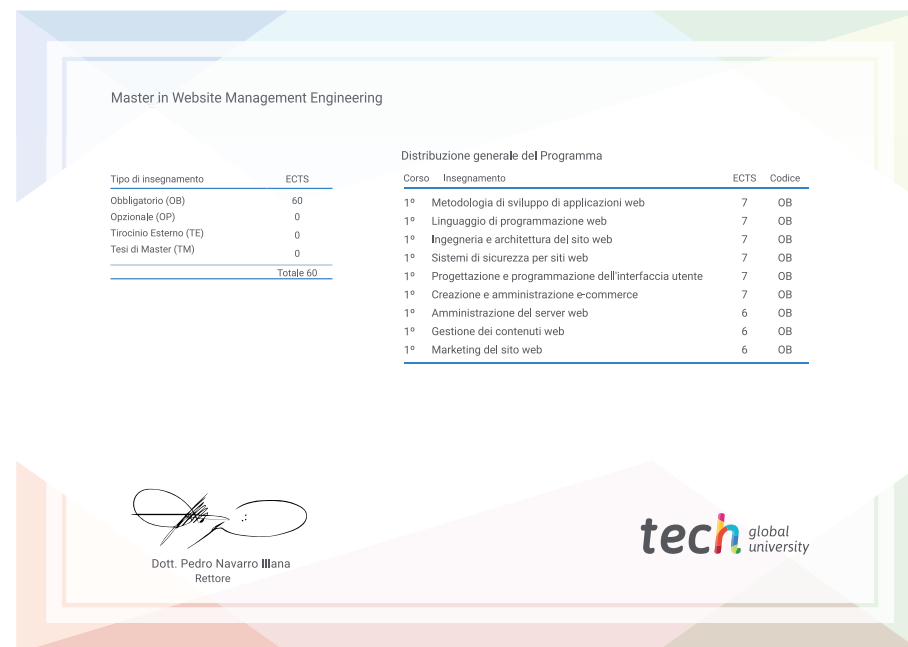 Master in Website Management Engineering
Tipo di insegnamento ECTS
Obbligatorio (OB) 60
Opzionale (OP) 0
Tirocinio Esterno (TE) 0
Tesi di Master (TM) 0
Totale 60
Distribuzione generale del Programma
Corso Insegnamento ECTS Codice
1º Metodologia di sviluppo di applicazioni web 7 OB
1º Linguaggio di programmazione web 7 OB
1º Ingegneria e architettura del sito web 7 OB
1º Sistemi di sicurezza per siti web 7 OB
1º Progettazione e programmazione dell'interfaccia utente 7 OB
1º Creazione e amministrazione e-commerce 7 OB
1º Amministrazione del server web 6 OB
1º Gestione dei contenuti web 6 OB
1º Marketing del sito web 6 OB
Dott. Pedro Navarro Illana
Rettore
tech global university